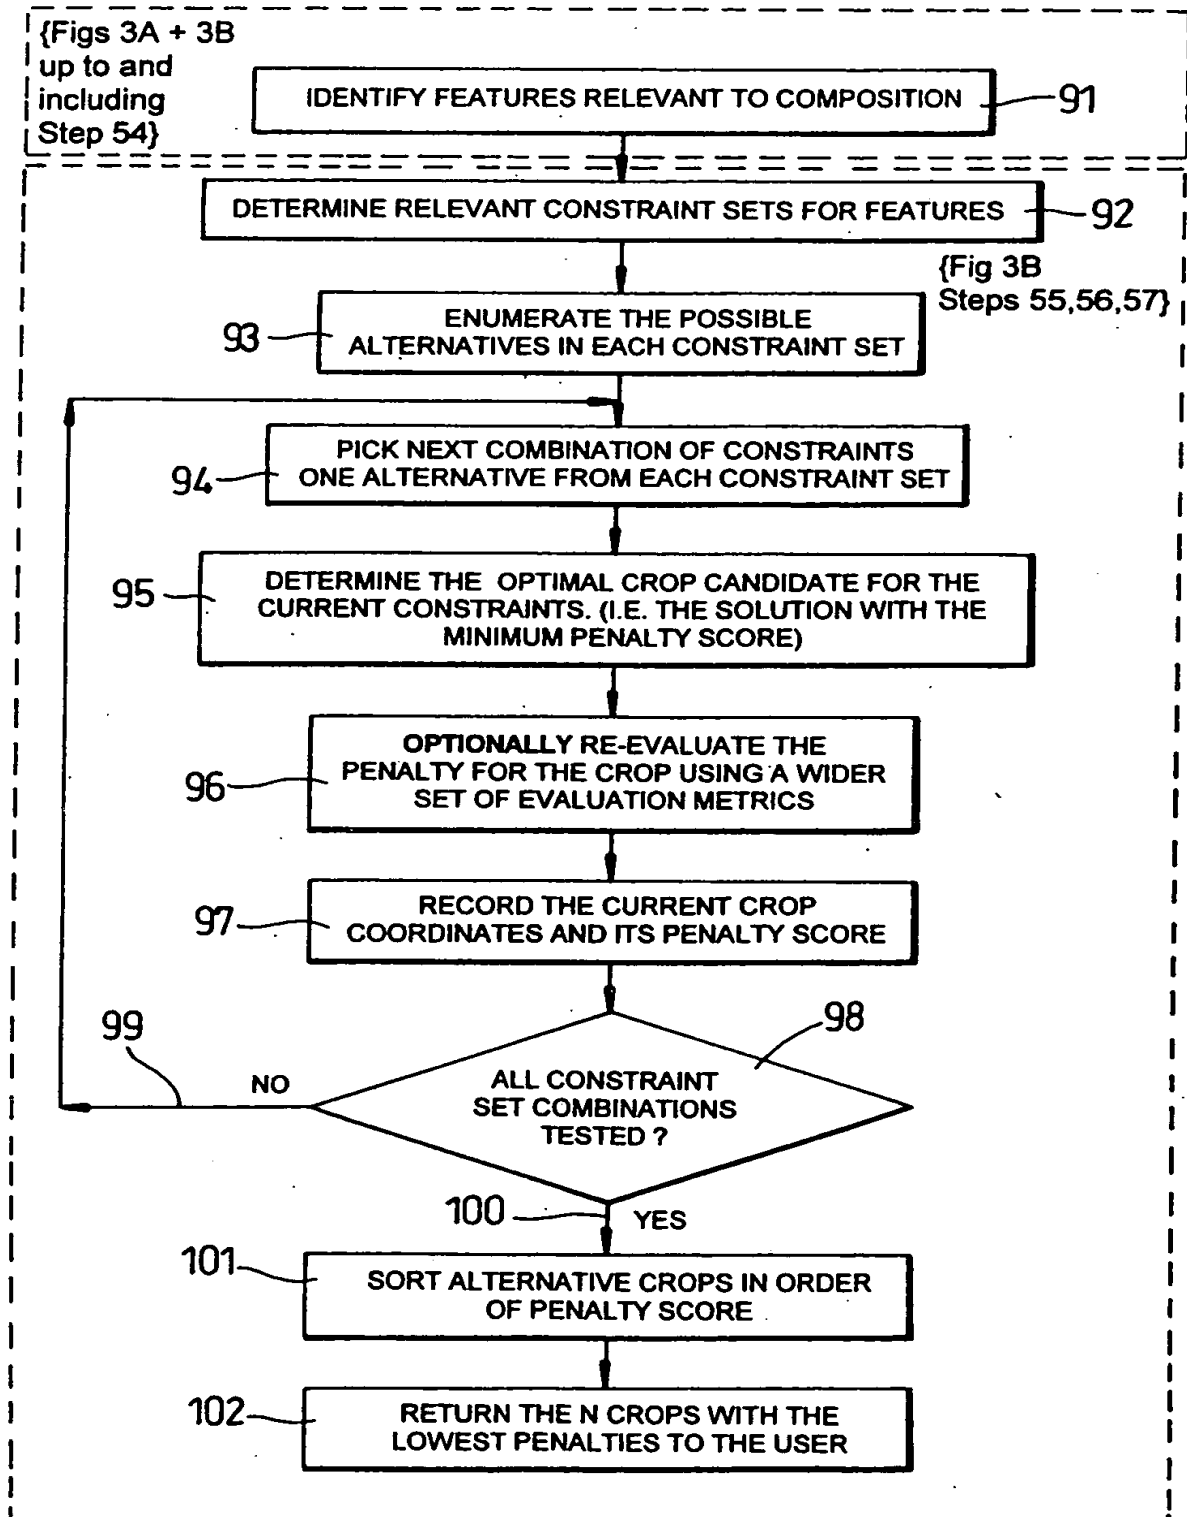 {Figs 3A + 3B
up to and
including
Step 54}
IDENTIFY FEATURES RELEVANT TO COMPOSITION
91
DETERMINE RELEVANT CONSTRAINT SETS FOR FEATURES
92
{Fig 3B
Steps 55,56,57}
93
ENUMERATE THE POSSIBLE
ALTERNATIVES IN EACH CONSTRAINT SET
94
PICK NEXT COMBINATION OF CONSTRAINTS
ONE ALTERNATIVE FROM EACH CONSTRAINT SET
95
DETERMINE THE OPTIMAL CROP CANDIDATE FOR THE
CURRENT CONSTRAINTS. (I.E. THE SOLUTION WITH THE
MINIMUM PENALTY SCORE)
96
OPTIONALLY RE-EVALUATE THE
PENALTY FOR THE CROP USING A WIDER
SET OF EVALUATION METRICS
97
RECORD THE CURRENT CROP
COORDINATES AND ITS PENALTY SCORE
98
99
NO
ALL CONSTRAINT
SET COMBINATIONS
TESTED ?
100
YES
101
SORT ALTERNATIVE CROPS IN ORDER
OF PENALTY SCORE
102
RETURN THE N CROPS WITH THE
LOWEST PENALTIES TO THE USER